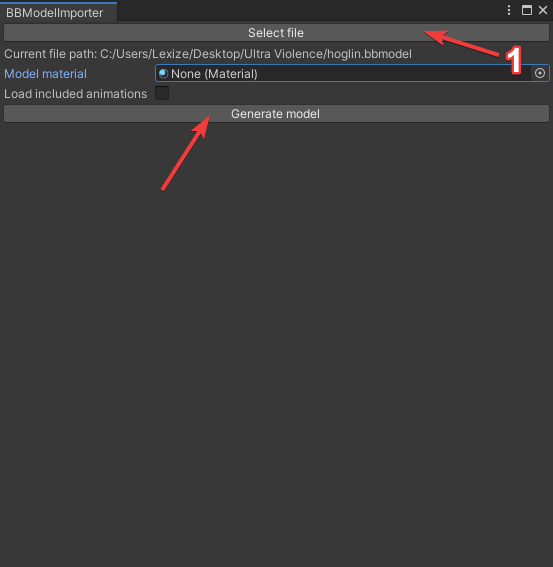 BBModelImporter
Select file
Current file path: C:/Users/Lexize/Desktop/Ultra Violence/hoglin.bbmodel
1
Model material None (Material)
Load included animations
Generate model